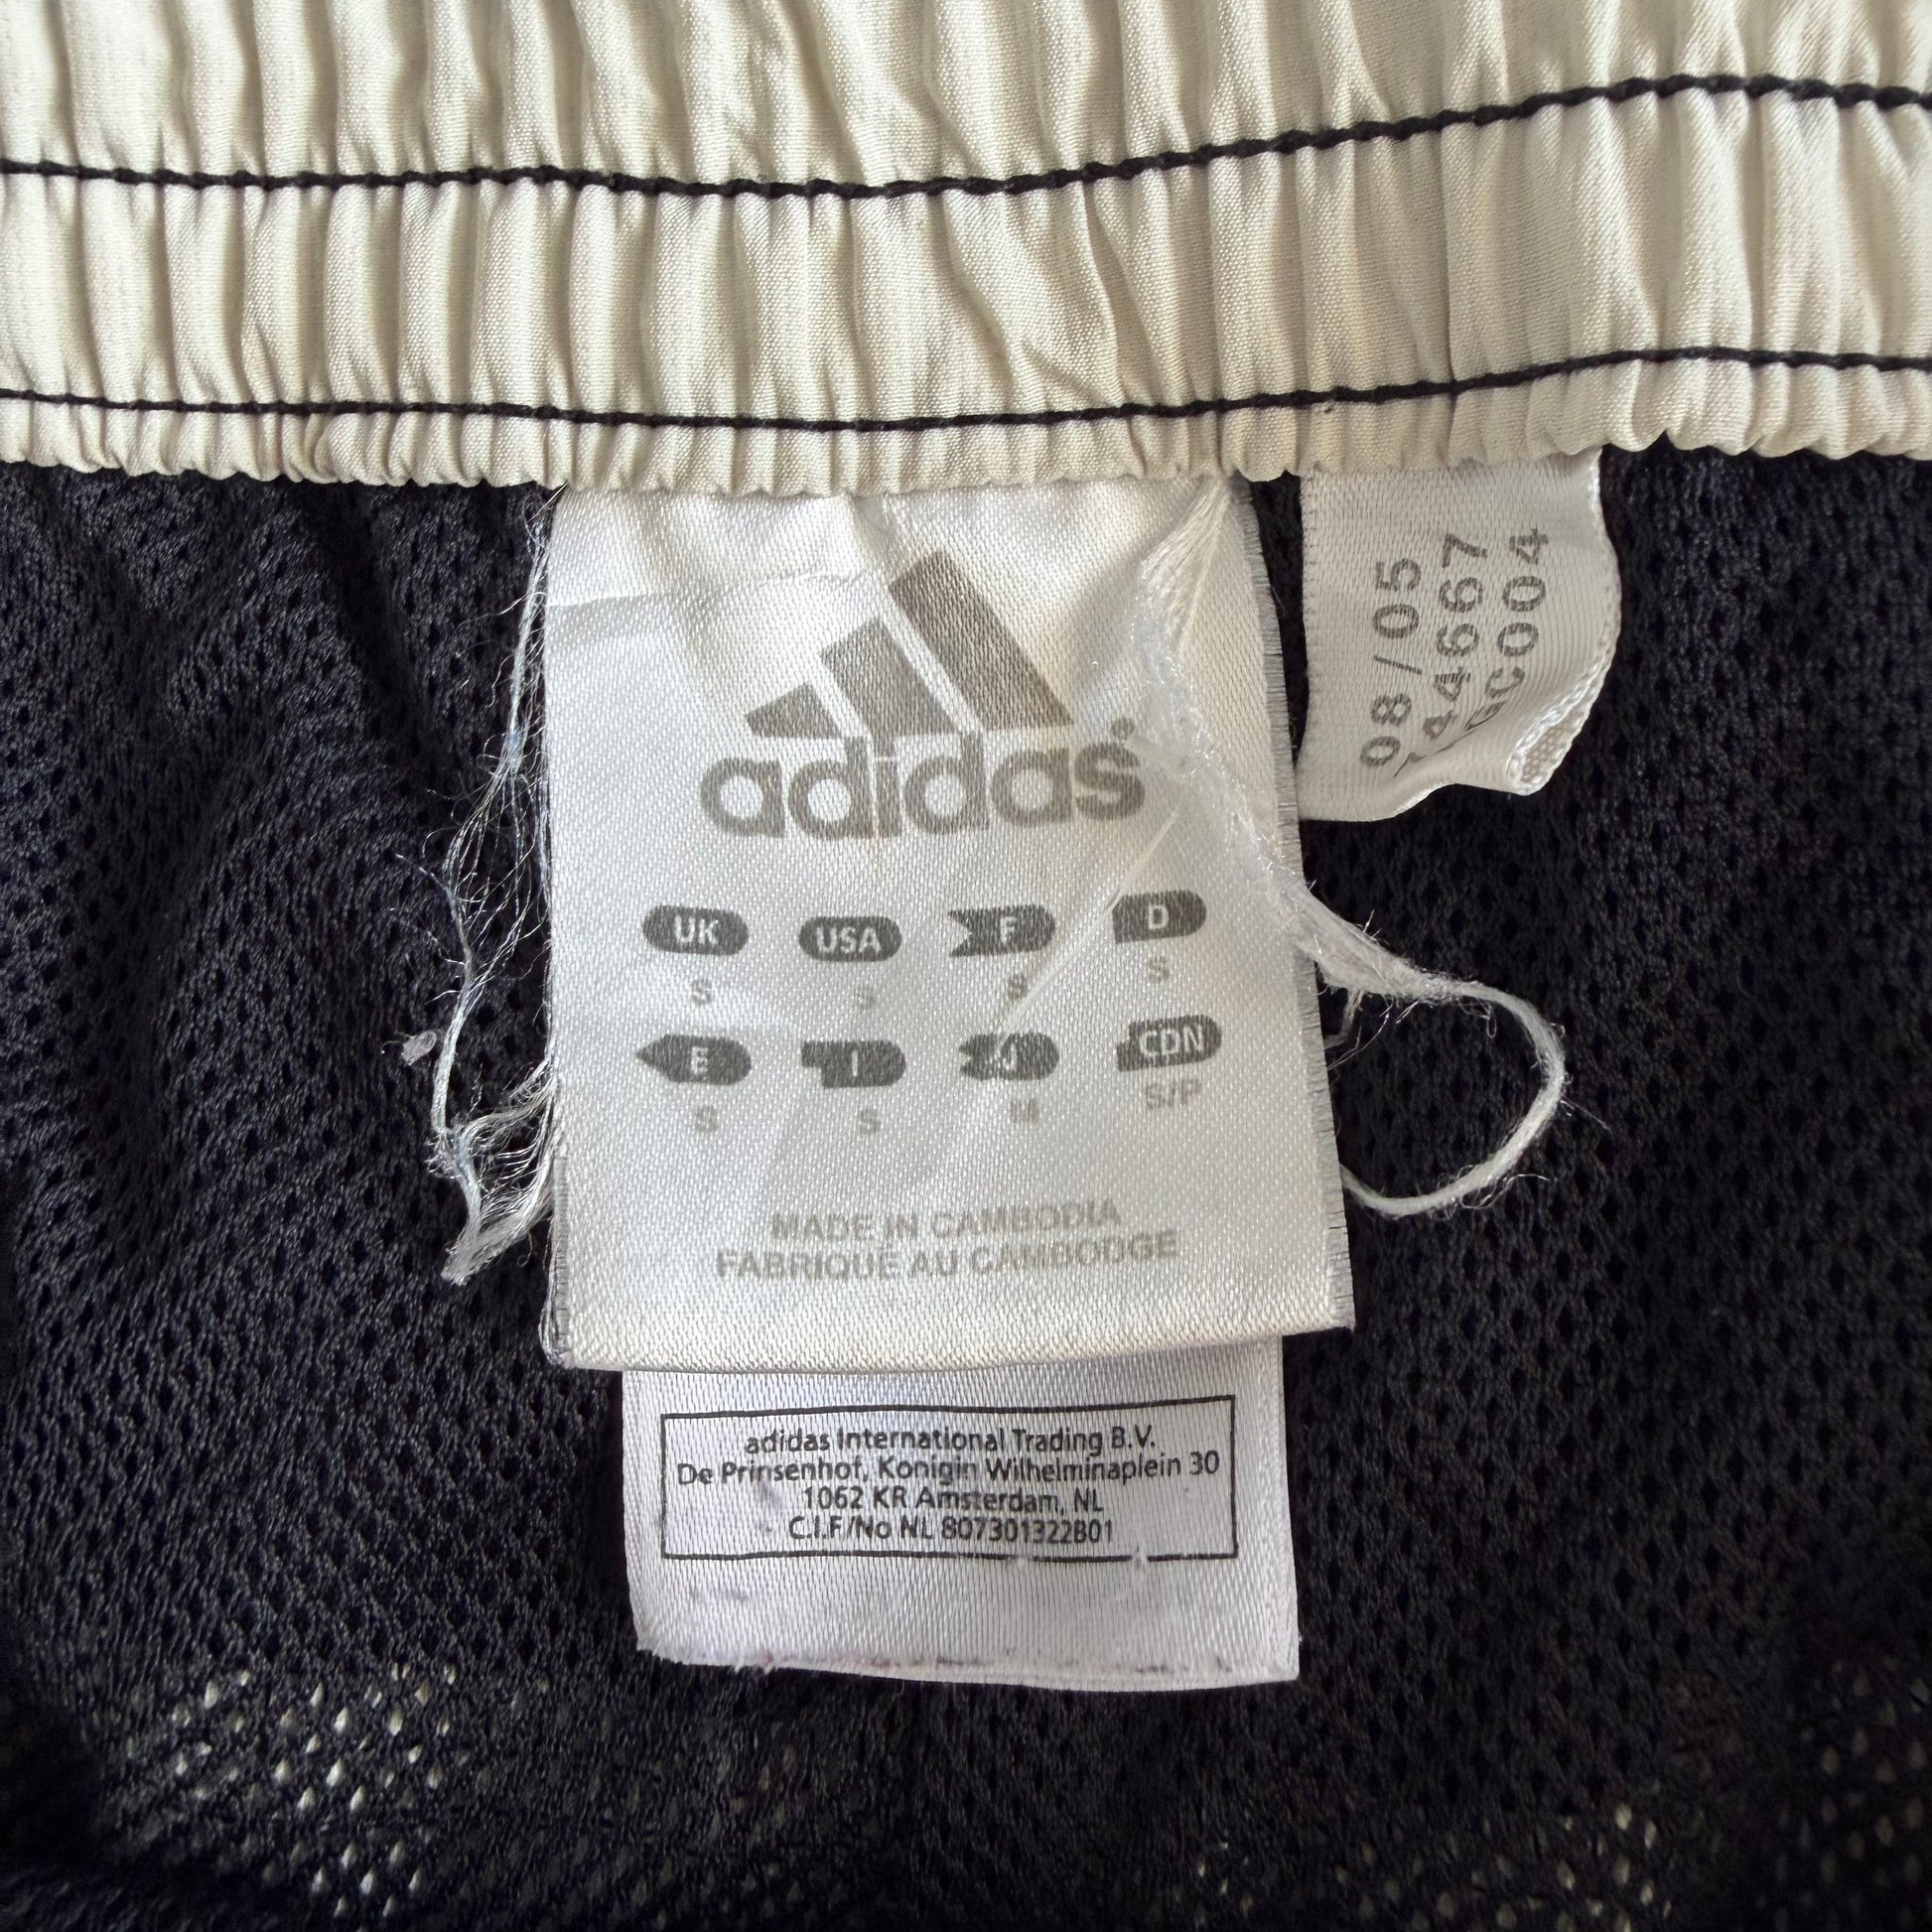 adidas
UK USA F D
S S S S
E I J CDN
S S M S/P
MADE IN CAMBODIA
FABRIQUÉ AU CAMBODGE
08/05
GC004
adidas International Trading B.V.
De Prinsenhof, Konigin Wilhelminaplein 30
1062 KR Amsterdam, NL
C.I.F/No NL 807301322B01